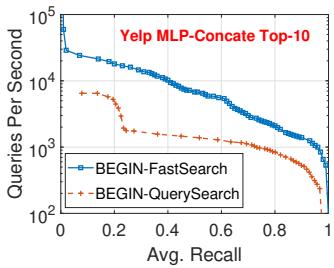 Yelp MLP-Concate Top-10
Queries Per Second
10^5
10^4
10^3
10^2
BEGIN-FastSearch
BEGIN-QuerySearch
0 0.2 0.4 0.6 0.8 1
Avg. Recall